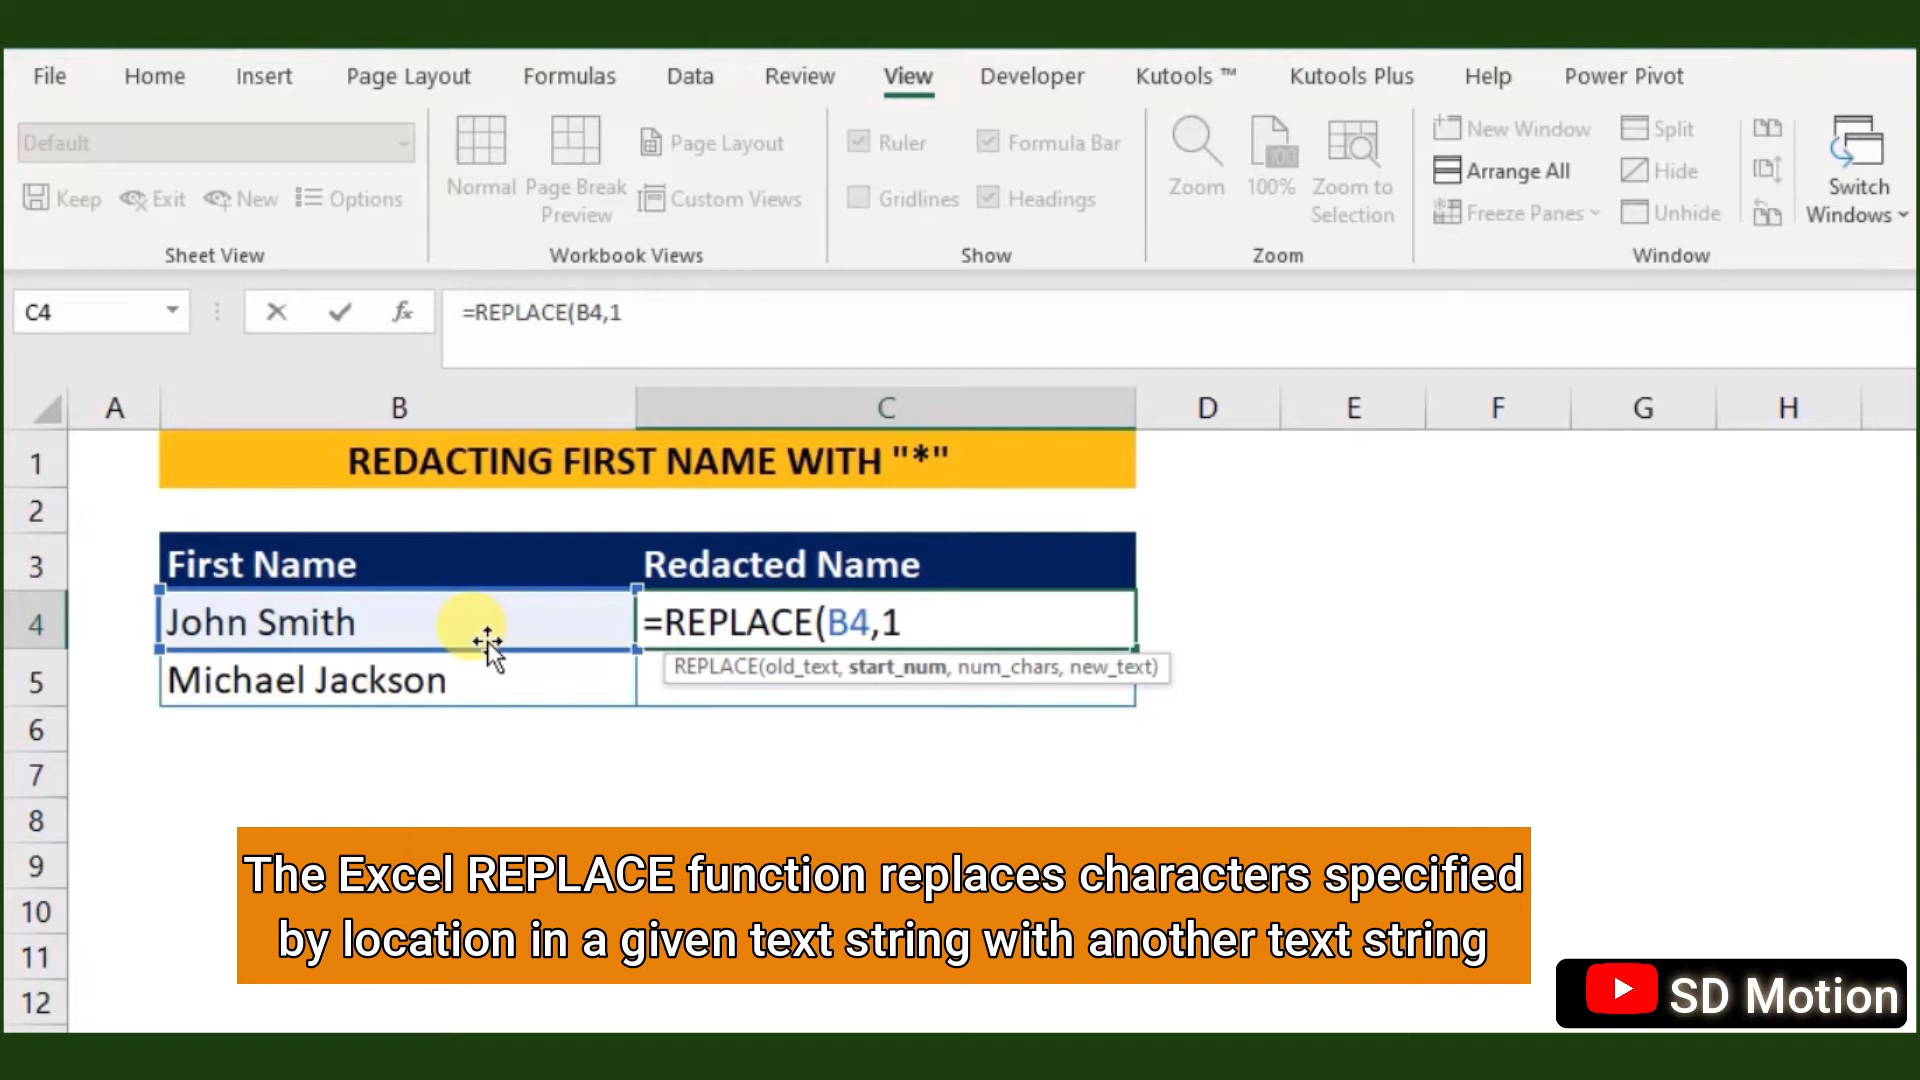 File Home Insert Page Layout Formulas Data Review View Developer Kutools ™ Kutools Plus Help Power Pivot
Default
Keep Exit New Options
Sheet View
Normal
Page Break
Preview
Page Layout
Custom Views
Workbook Views
Ruler Formula Bar
Gridlines Headings
Show
Zoom
100%
Zoom to
Selection
Zoom
New Window
Arrange All
Freeze Panes
Split
Hide
Unhide
Window
Switch
Windows
C4 fx =REPLACE(B4,1
A B C D E F G H
1 REDACTING FIRST NAME WITH "*"
2
3 First Name Redacted Name
4 John Smith =REPLACE(B4,1
REPLACE(old_text, start_num, num_chars, new_text)
5 Michael Jackson
6
7
8
9
10
11
12
The Excel REPLACE function replaces characters specified
by location in a given text string with another text string
SD Motion